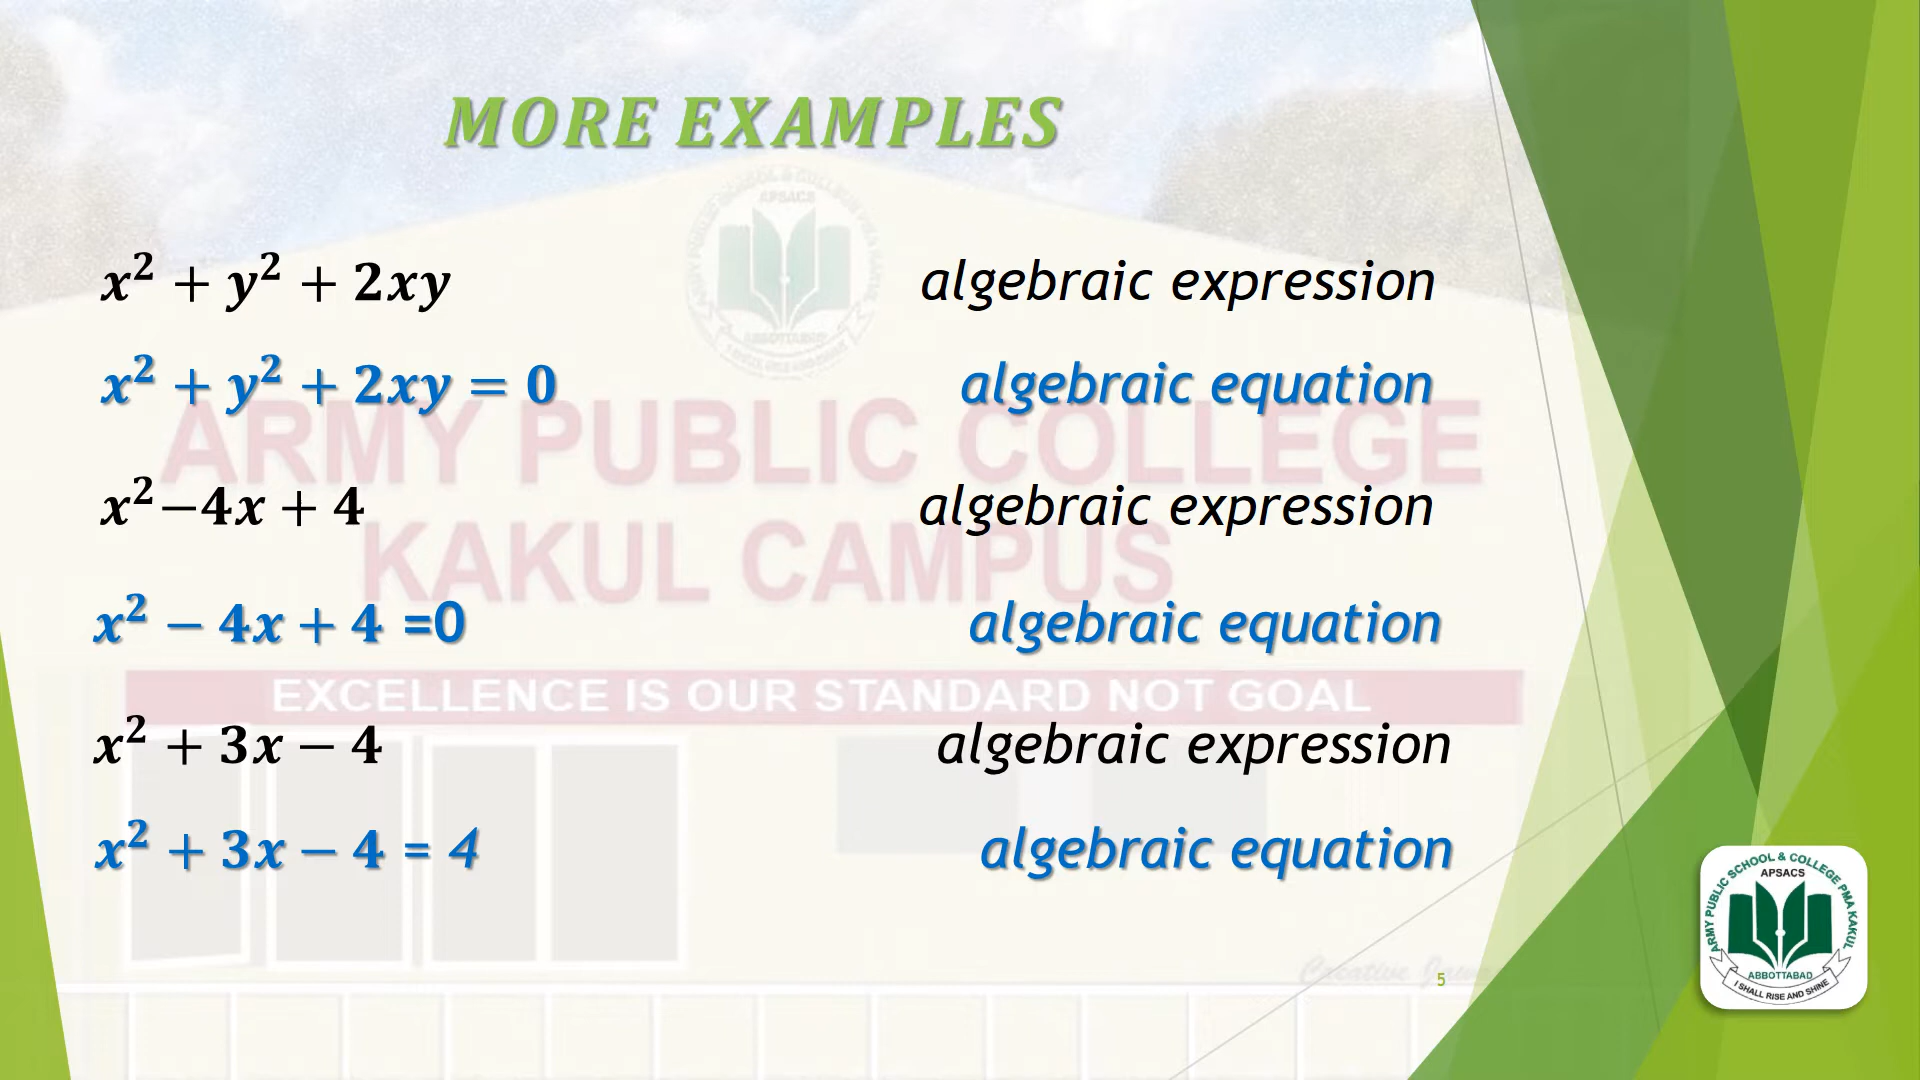 MORE EXAMPLES
x² + y² + 2xy algebraic expression
x² + y² + 2xy = 0 algebraic equation
x²−4x + 4 algebraic expression
x² − 4x + 4 =0 algebraic equation
x² + 3x − 4 algebraic expression
x² + 3x − 4 = 4 algebraic equation
ARMY PUBLIC COLLEGE
KAKUL CAMPUS
EXCELLENCE IS OUR STANDARD NOT GOAL
APSACS
ABBOTTABAD
5
ARMY PUBLIC SCHOOL & COLLEGE PMA KAKUL
APSACS
ABBOTTABAD
I SHALL RISE AND SHINE